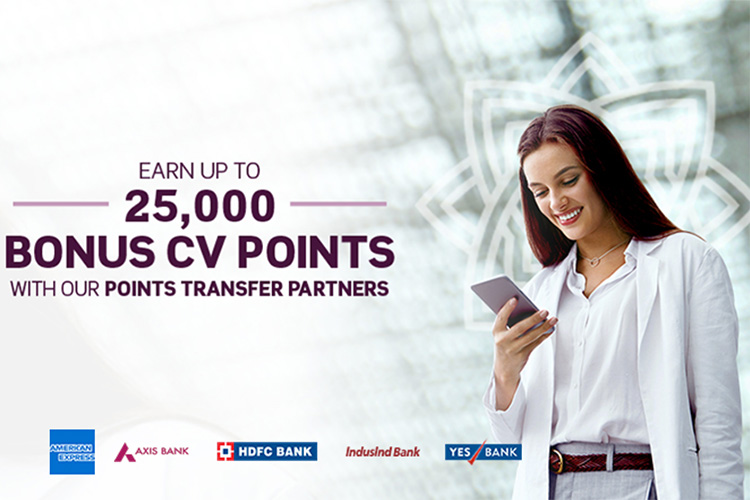 EARN UP TO
25,000
BONUS CV POINTS
WITH OUR POINTS TRANSFER PARTNERS
AMERICAN EXPRESS
AXIS BANK
HDFC BANK
IndusInd Bank
YES BANK